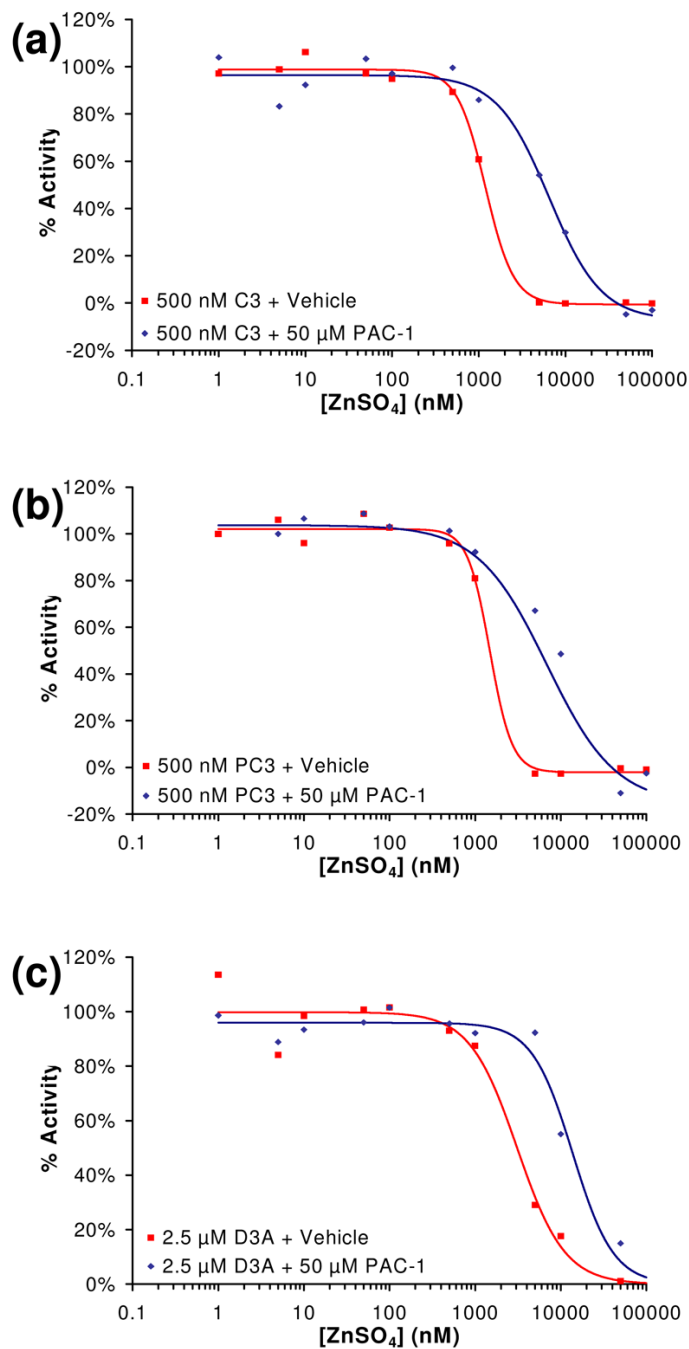 (a)
120%
100%
80%
60%
40%
20%
0%
-20%
% Activity
500 nM C3 + Vehicle
500 nM C3 + 50 µM PAC-1
0.1 1 10 100 1000 10000 100000
[ZnSO₄] (nM)
(b)
120%
100%
80%
60%
40%
20%
0%
-20%
% Activity
500 nM PC3 + Vehicle
500 nM PC3 + 50 µM PAC-1
0.1 1 10 100 1000 10000 100000
[ZnSO₄] (nM)
(c)
120%
100%
80%
60%
40%
20%
0%
% Activity
2.5 µM D3A + Vehicle
2.5 µM D3A + 50 µM PAC-1
0.1 1 10 100 1000 10000 100000
[ZnSO₄] (nM)